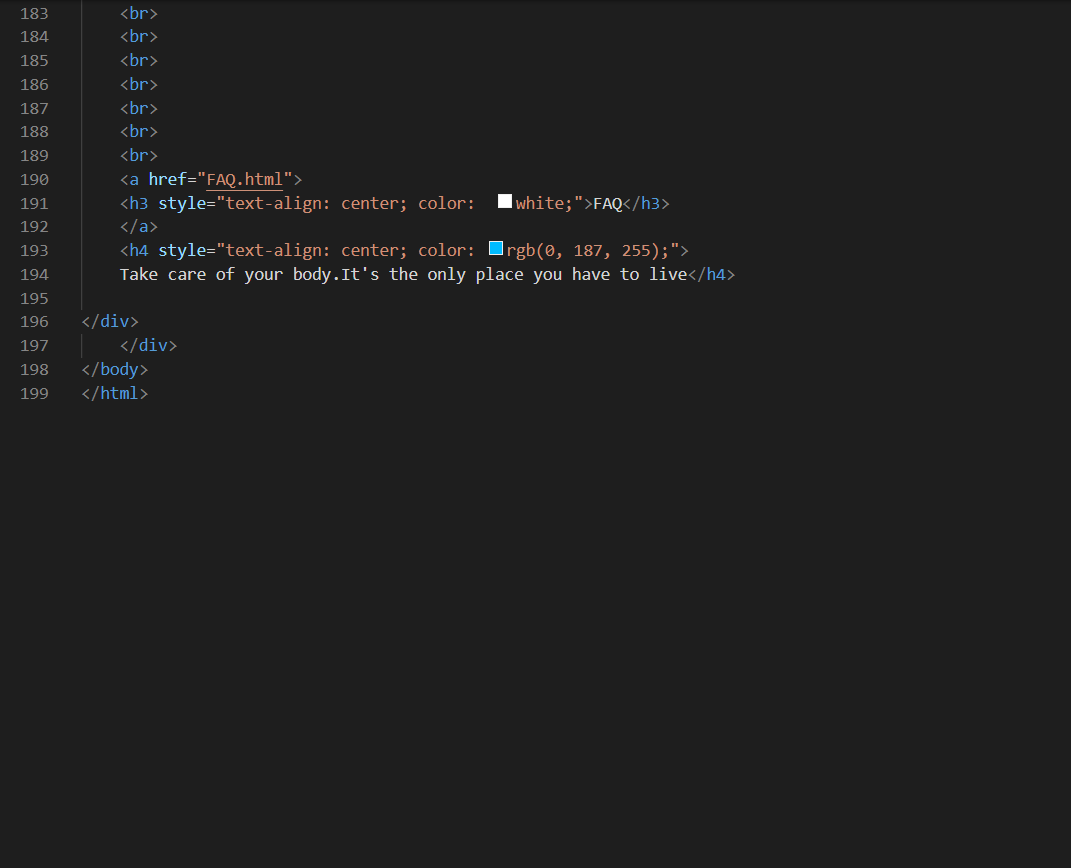 183 <br>
184 <br>
185 <br>
186 <br>
187 <br>
188 <br>
189 <br>
190 <a href="FAQ.html">
191 <h3 style="text-align: center; color: white;">FAQ</h3>
192 </a>
193 <h4 style="text-align: center; color: rgb(0, 187, 255);">
194 Take care of your body.It's the only place you have to live</h4>
195
196 </div>
197 </div>
198 </body>
199 </html>